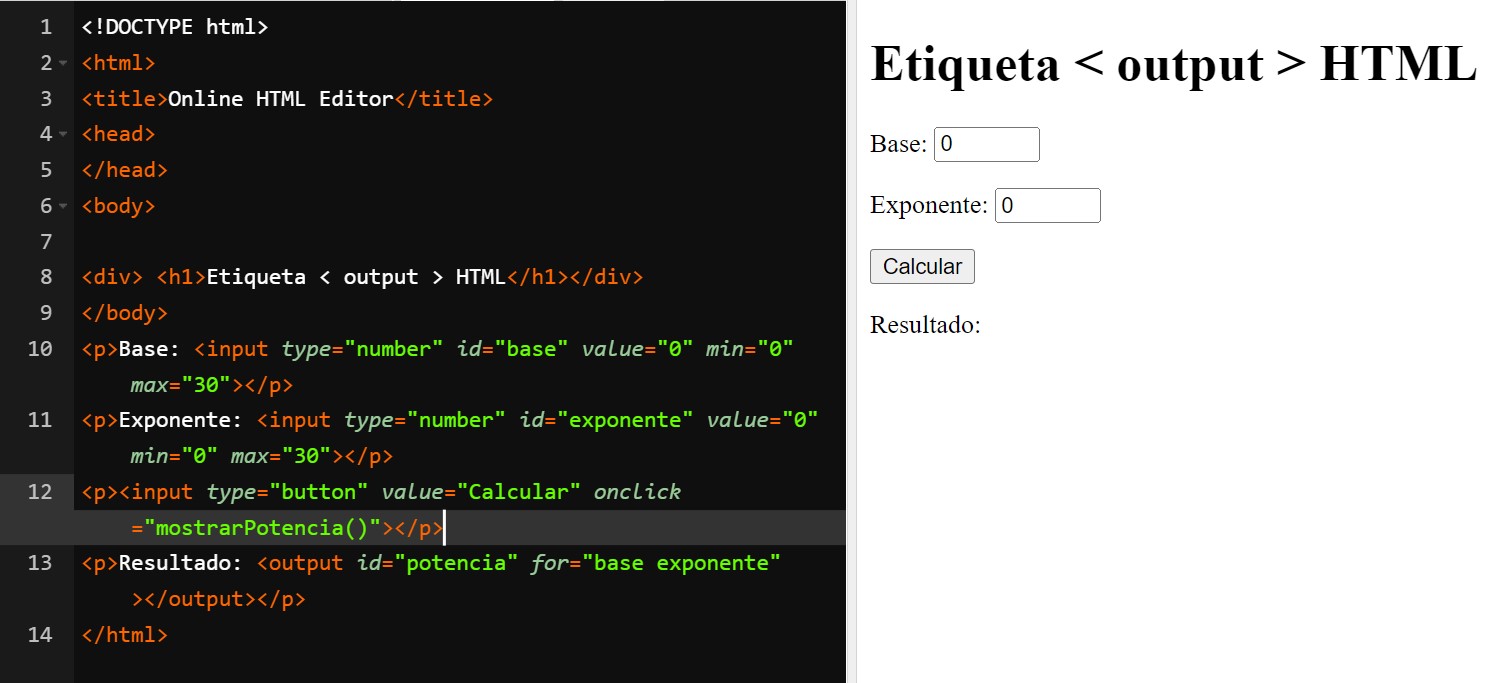 1 <!DOCTYPE html>
2 <html>
3 <title>Online HTML Editor</title>
4 <head>
5 </head>
6 <body>
7
8 <div> <h1>Etiqueta < output > HTML</h1></div>
9 </body>
10 <p>Base: <input type="number" id="base" value="0" min="0"
max="30"></p>
11 <p>Exponente: <input type="number" id="exponente" value="0"
min="0" max="30"></p>
12 <p><input type="button" value="Calcular" onclick
="mostrarPotencia()"></p>
13 <p>Resultado: <output id="potencia" for="base exponente"
></output></p>
14 </html>
Etiqueta < output > HTML
Base: 0
Exponente: 0
Calcular
Resultado: